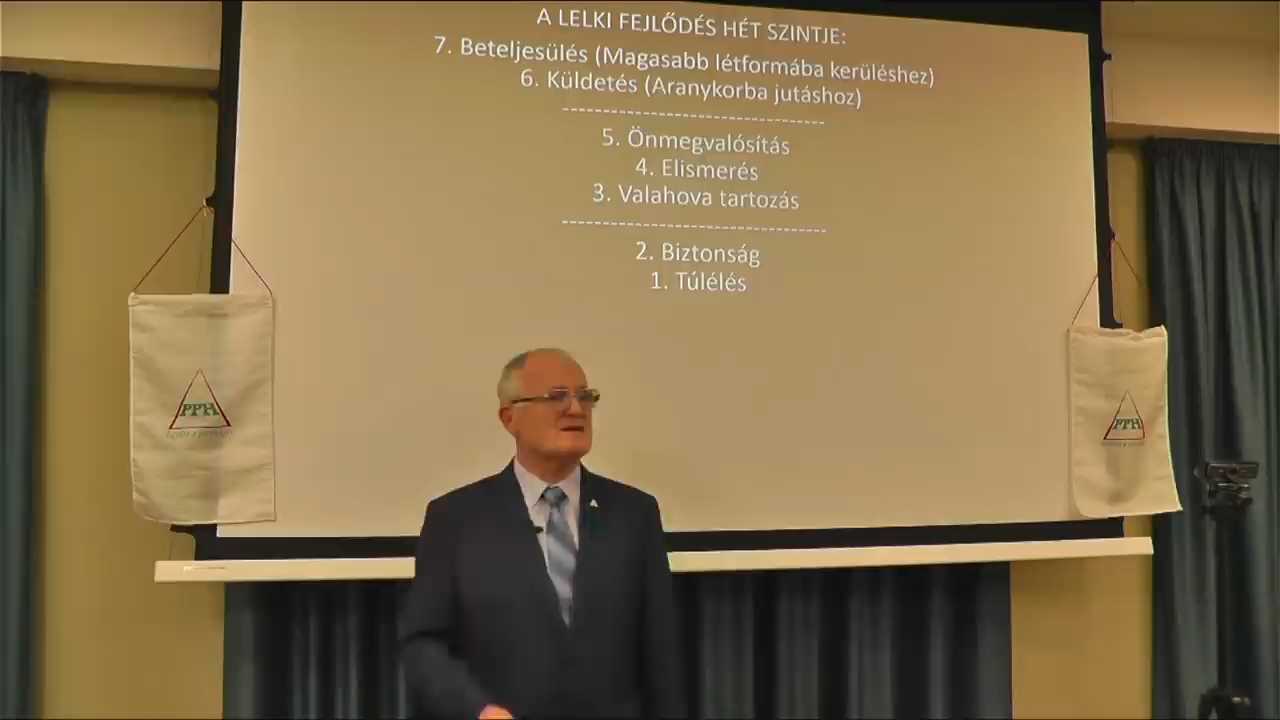 A LELKI FEJLŐDÉS HÉT SZINTJE:
7. Beteljesülés (Magasabb létformába kerüléshez)
6. Küldetés (Aranykorba jutáshoz)
--------------------------------
5. Önmegvalósítás
4. Elismerés
3. Valahova tartozás
--------------------------------
2. Biztonság
1. Túlélés
PPH
PPH